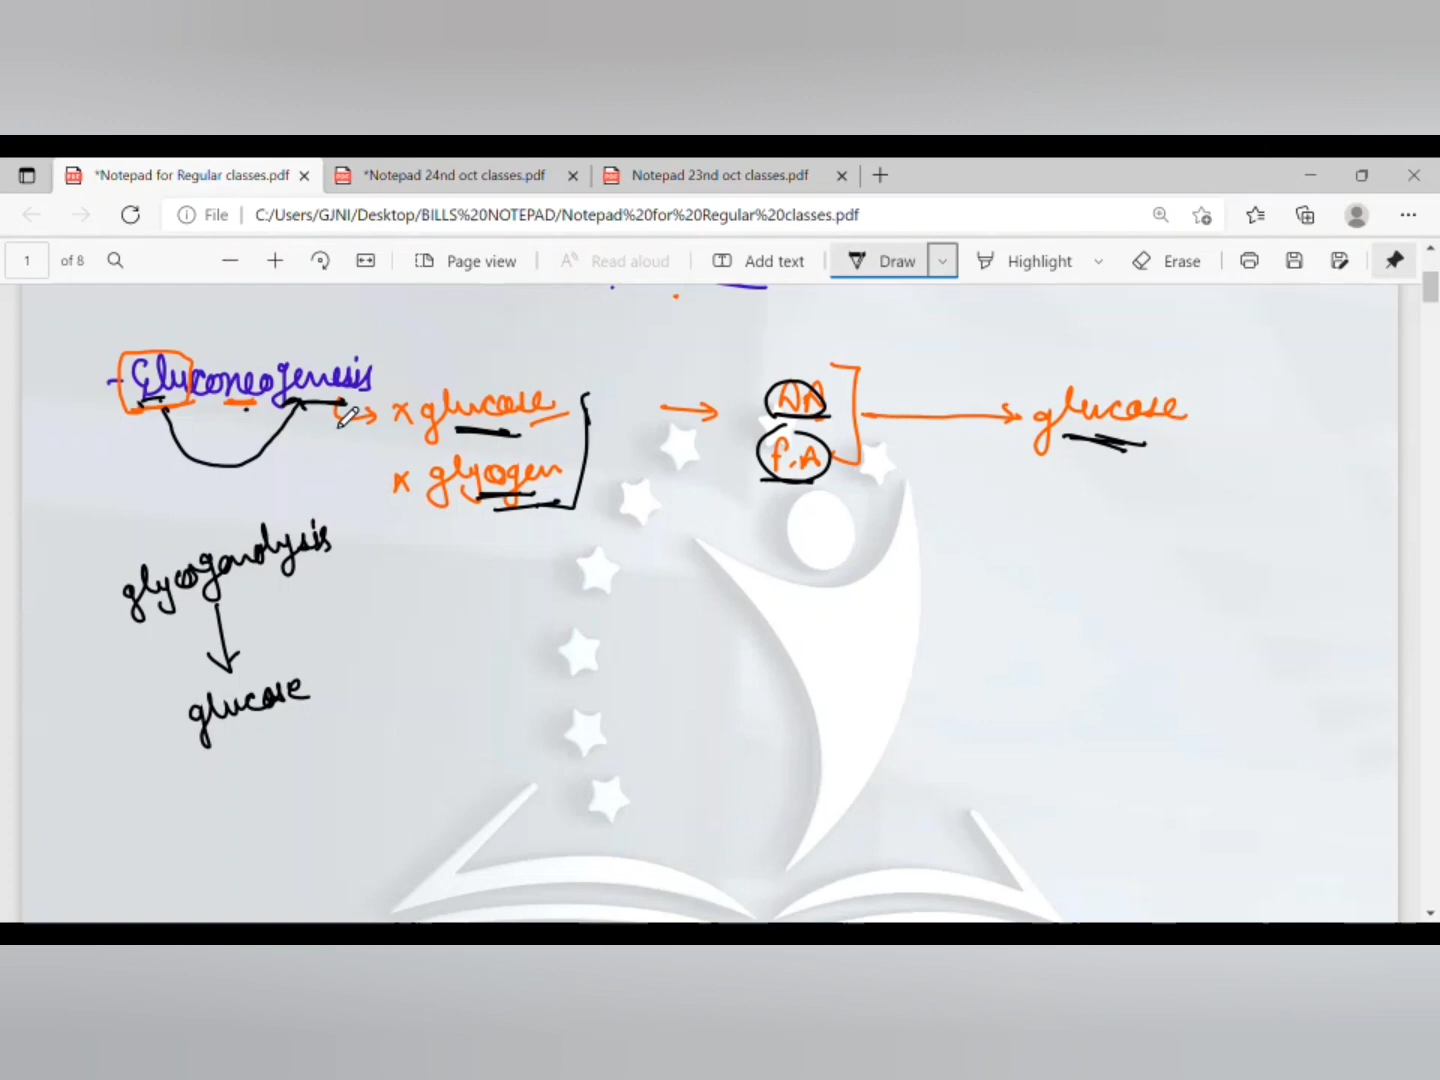 *Notepad for Regular classes.pdf
*Notepad 24nd oct classes.pdf
Notepad 23nd oct classes.pdf
File
C:/Users/GJNI/Desktop/BILLS%20NOTEPAD/Notepad%20for%20Regular%20classes.pdf
1 of 8
Page view
Read aloud
Add text
Draw
Highlight
Erase
- Gluconeogenesis
x glucose
x glyogen
f.A
glucose
glycogenolysis
glucose